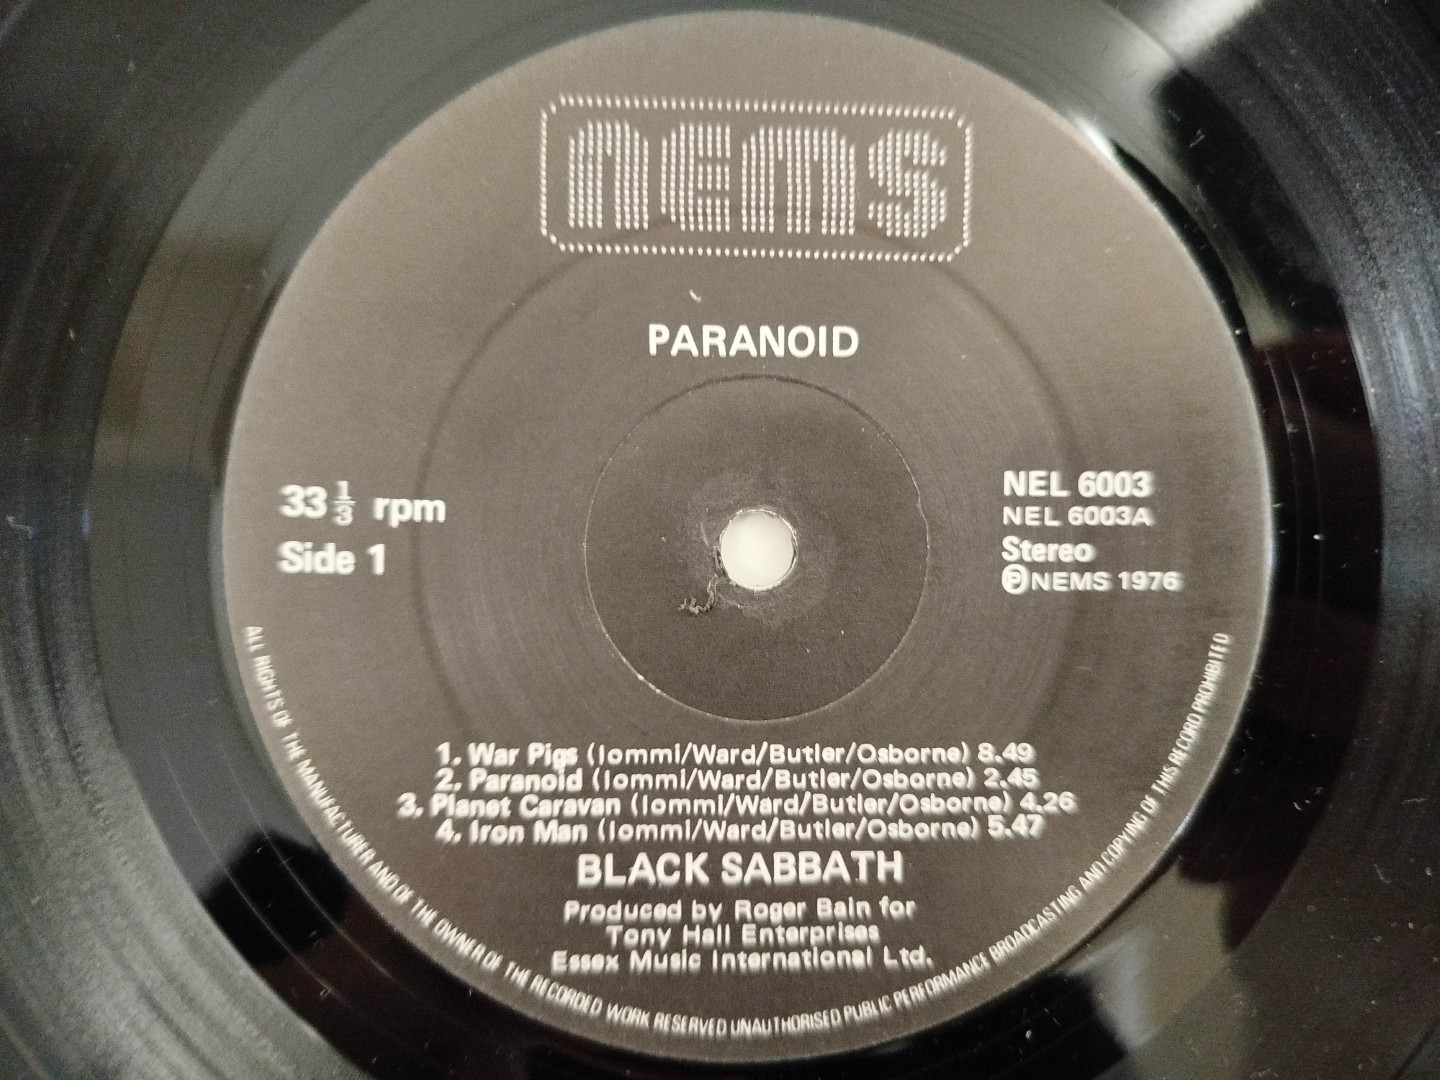 nems
PARANOID
33 1/3 rpm
Side 1
NEL 6003
NEL 6003A
Stereo
℗ NEMS 1976
1. War Pigs (Iommi/Ward/Butler/Osborne) 8.49
2. Paranoid (Iommi/Ward/Butler/Osborne) 2.45
3. Planet Caravan (Iommi/Ward/Butler/Osborne) 4.26
4. Iron Man (Iommi/Ward/Butler/Osborne) 5.47
BLACK SABBATH
Produced by Roger Bain for
Tony Hall Enterprises
Essex Music International Ltd.
ALL RIGHTS OF THE MANUFACTURER AND OF THE OWNER OF THE RECORDED WORK RESERVED UNAUTHORISED PUBLIC PERFORMANCE BROADCASTING AND COPYING OF THIS RECORD PROHIBITED